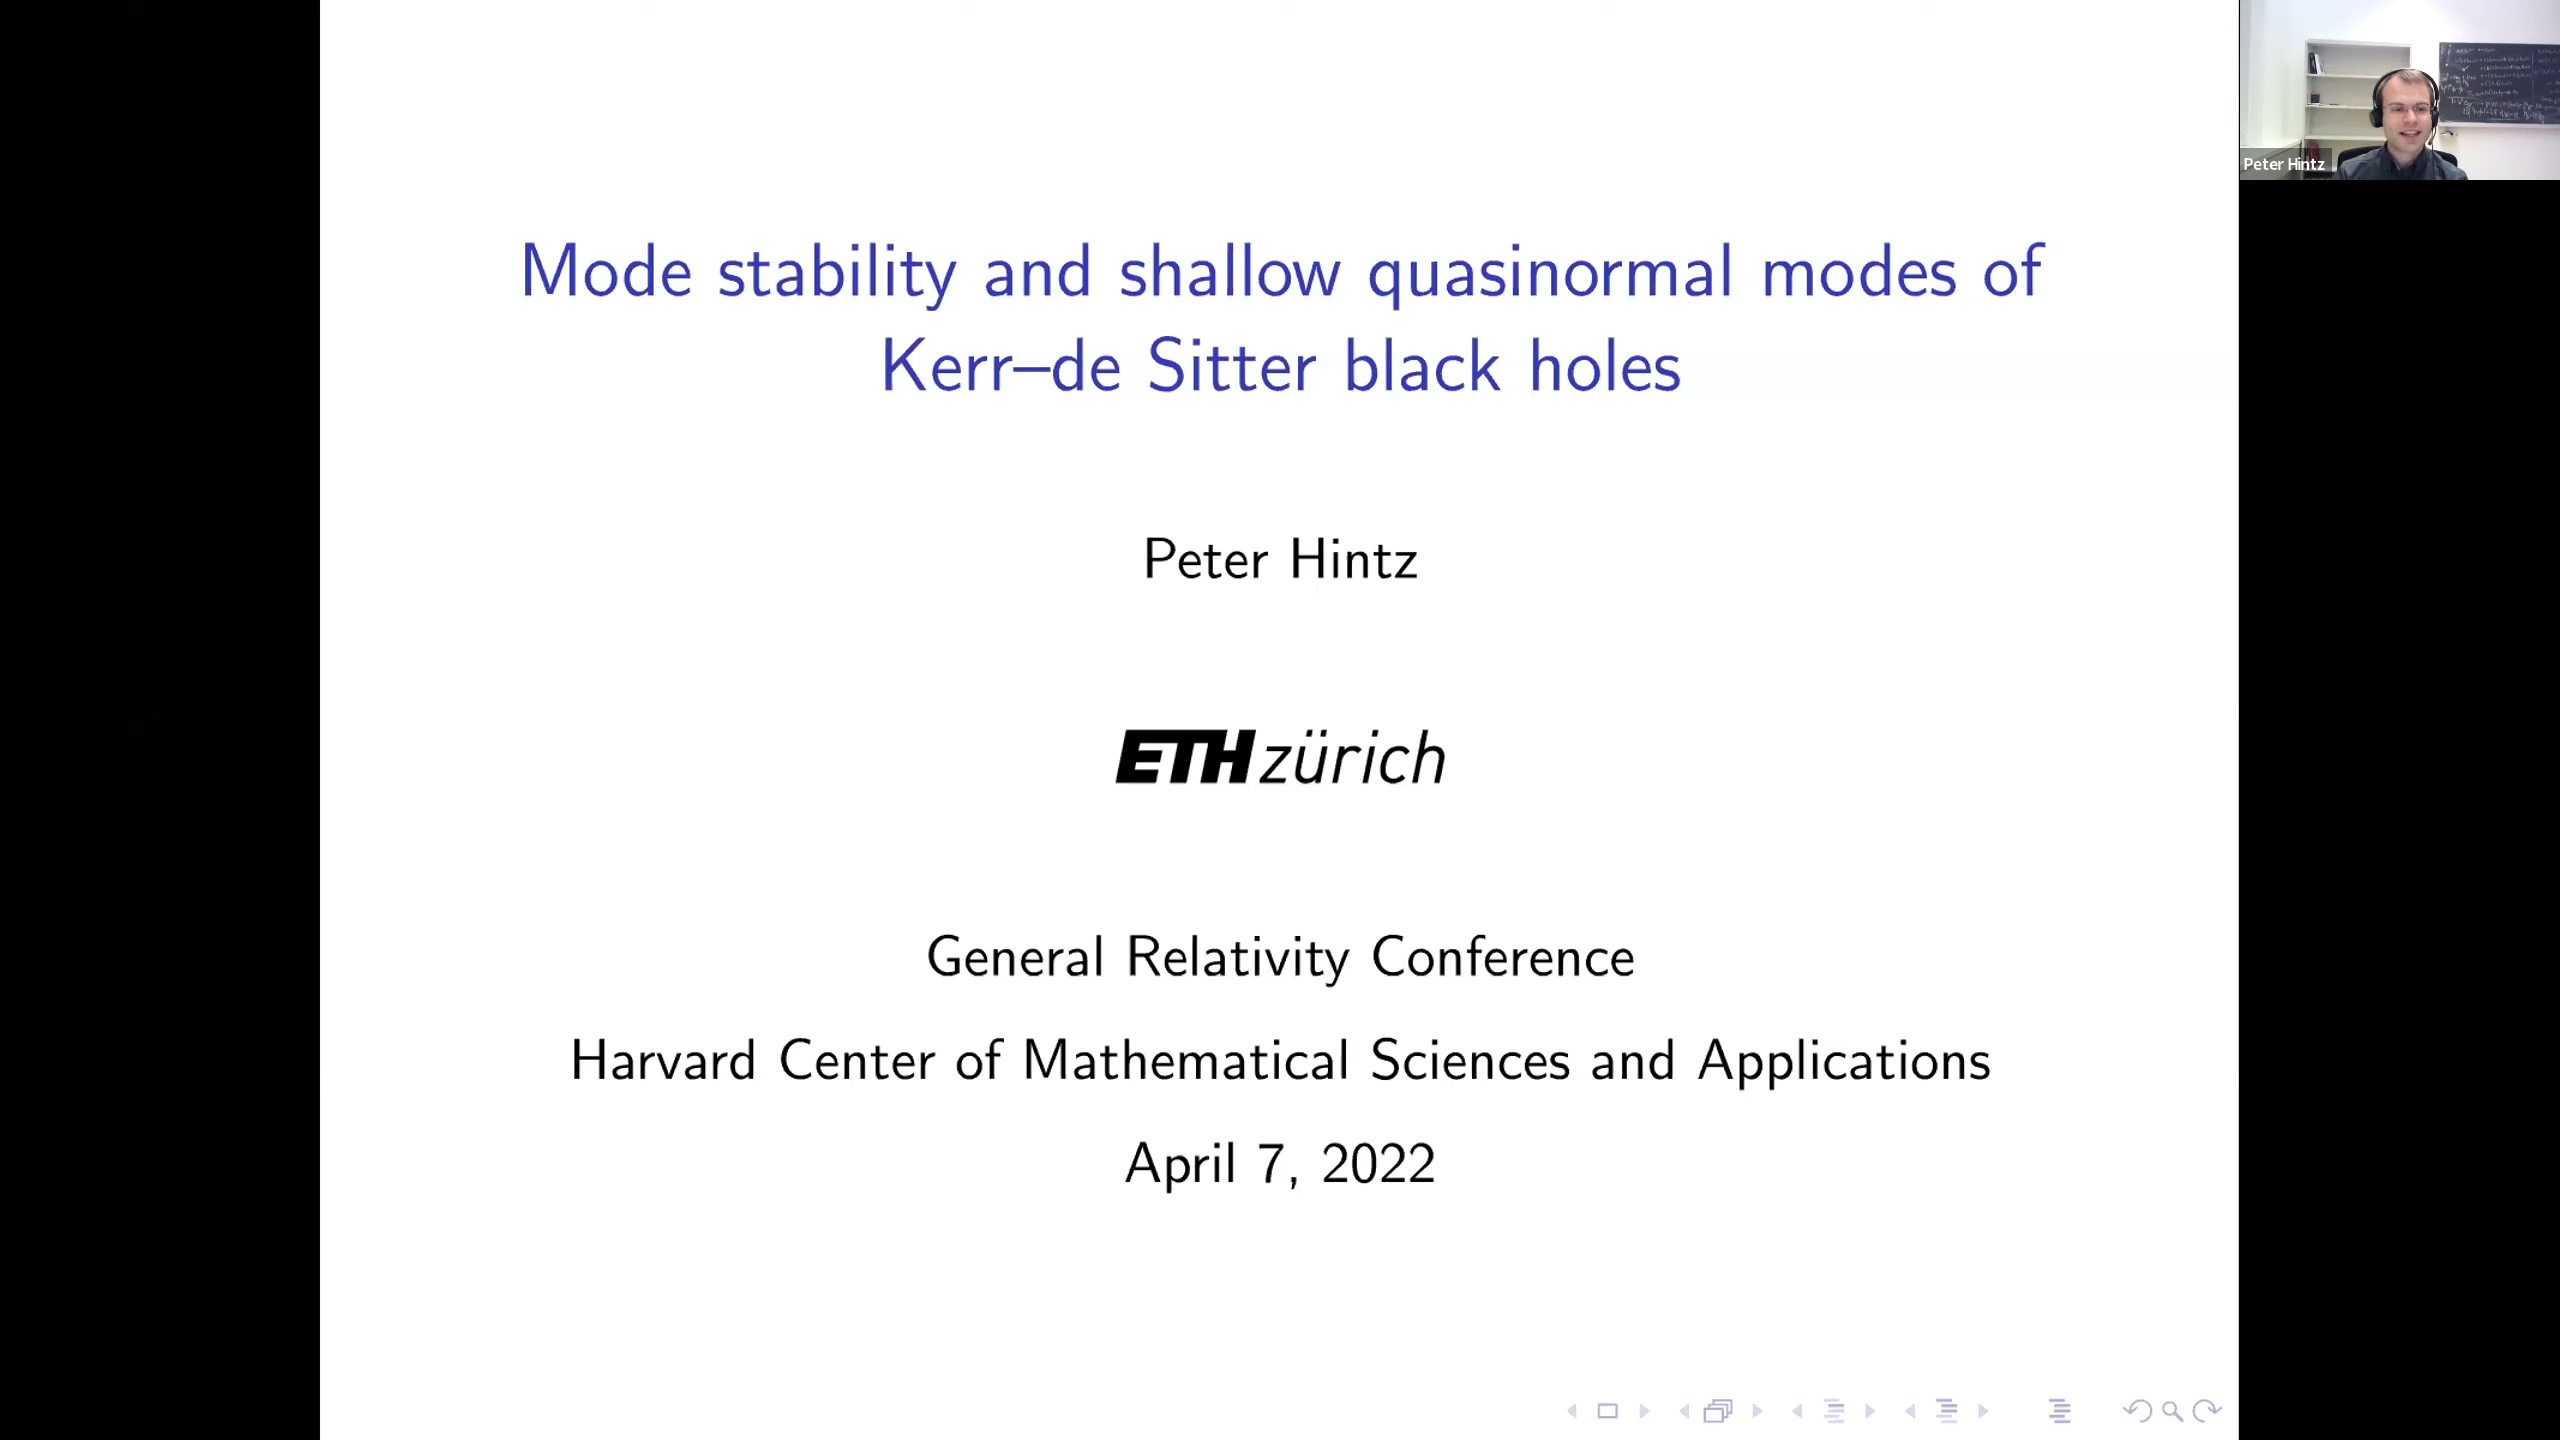 Mode stability and shallow quasinormal modes of
Kerr–de Sitter black holes
Peter Hintz
ETH zürich
General Relativity Conference
Harvard Center of Mathematical Sciences and Applications
April 7, 2022
Peter Hintz